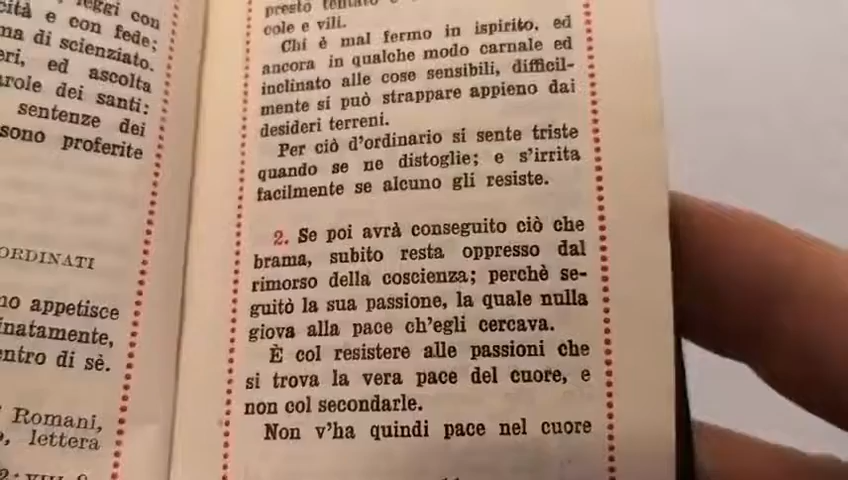 leggi con
cità e con fede;
ma di scienziato.
ed ascolta
parole dei santi:
sentenze dei
sono proferite
ORDINATI
appetisce
inatamente,
entro di sè.
Romani,
lettera
presto
cole e vili.
Chi è mal fermo in ispirito, ed
ancora in qualche modo carnale ed
inclinato alle cose sensibili, difficil-
mente si può strappare appieno dai
desideri terreni.
Per ciò d'ordinario si sente triste
quando se ne distoglie; e s'irrita
facilmente se alcuno gli resiste.
2. Se poi avrà conseguito ciò che
brama, subito resta oppresso dal
rimorso della coscienza; perchè se-
guitò la sua passione, la quale nulla
giova alla pace ch'egli cercava.
È col resistere alle passioni che
si trova la vera pace del cuore, e
non col secondarle.
Non v'ha quindi pace nel cuore